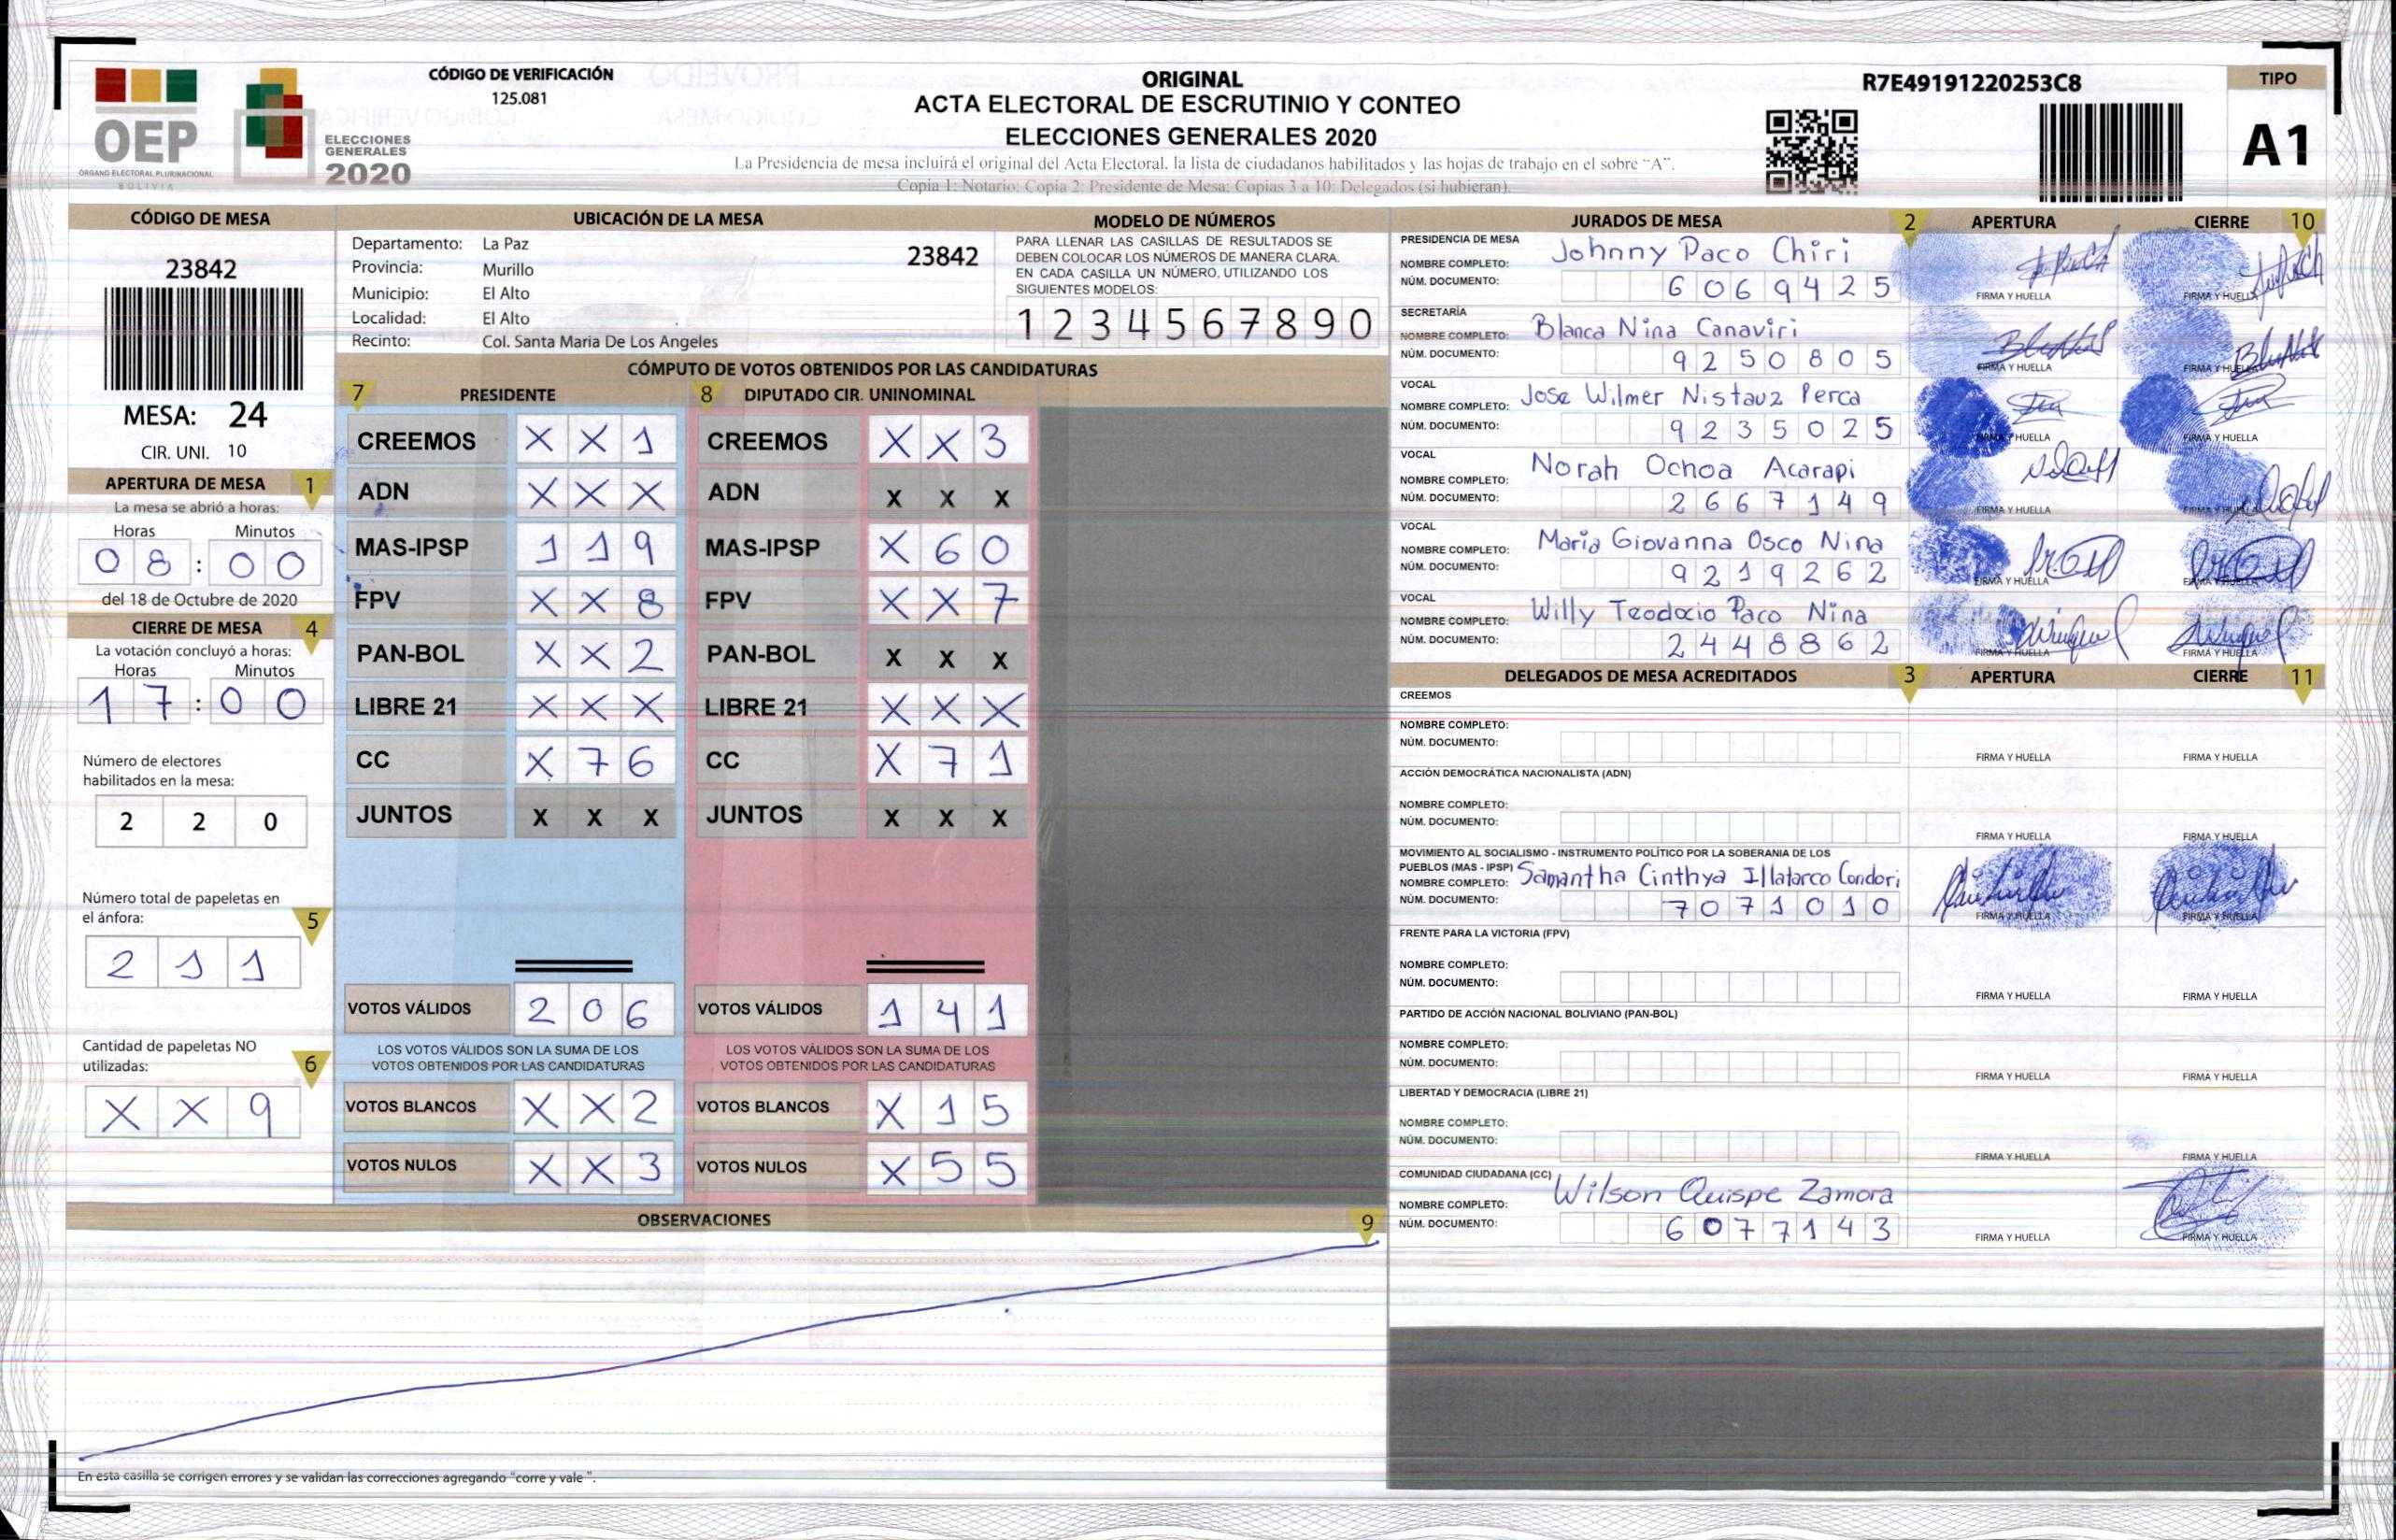 CÓDIGO DE VERIFICACIÓN
125.081
OEP
ÓRGANO ELECTORAL PLURINACIONAL
BOLIVIA
ELECCIONES
GENERALES
2020
ORIGINAL
ACTA ELECTORAL DE ESCRUTINIO Y CONTEO
ELECCIONES GENERALES 2020
La Presidencia de mesa incluirá el original del Acta Electoral, la lista de ciudadanos habilitados y las hojas de trabajo en el sobre "A".
Copia 1: Notario; Copia 2: Presidente de Mesa; Copias 3 a 10: Delegados (si hubieran).
R7E49191220253C8
TIPO
A1
CÓDIGO DE MESA
23842
MESA: 24
CIR. UNI. 10
APERTURA DE MESA 1
La mesa se abrió a horas:
Horas Minutos
08:00
del 18 de Octubre de 2020
CIERRE DE MESA 4
La votación concluyó a horas:
Horas Minutos
17:00
Número de electores
habilitados en la mesa:
2 2 0
Número total de papeletas en
el ánfora: 5
2 1 1
Cantidad de papeletas NO
utilizadas: 6
X X 9
UBICACIÓN DE LA MESA
Departamento: La Paz 23842
Provincia: Murillo
Municipio: El Alto
Localidad: El Alto
Recinto: Col. Santa Maria De Los Angeles
MODELO DE NÚMEROS
PARA LLENAR LAS CASILLAS DE RESULTADOS SE
DEBEN COLOCAR LOS NÚMEROS DE MANERA CLARA.
EN CADA CASILLA UN NÚMERO, UTILIZANDO LOS
SIGUIENTES MODELOS:
1 2 3 4 5 6 7 8 9 0
CÓMPUTO DE VOTOS OBTENIDOS POR LAS CANDIDATURAS
7 PRESIDENTE 8 DIPUTADO CIR. UNINOMINAL
CREEMOS X X 1 CREEMOS X X 3
ADN X X X ADN X X X
MAS-IPSP 1 1 9 MAS-IPSP X 6 0
FPV X X 8 FPV X X 7
PAN-BOL X X 2 PAN-BOL X X X
LIBRE 21 X X X LIBRE 21 X X X
CC X 7 6 CC X 7 1
JUNTOS X X X JUNTOS X X X
VOTOS VÁLIDOS 2 0 6 VOTOS VÁLIDOS 1 4 1
LOS VOTOS VÁLIDOS SON LA SUMA DE LOS LOS VOTOS VÁLIDOS SON LA SUMA DE LOS
VOTOS OBTENIDOS POR LAS CANDIDATURAS VOTOS OBTENIDOS POR LAS CANDIDATURAS
VOTOS BLANCOS X X 2 VOTOS BLANCOS X 1 5
VOTOS NULOS X X 3 VOTOS NULOS X 5 5
OBSERVACIONES 9
En esta casilla se corrigen errores y se validan las correcciones agregando "corre y vale ".
JURADOS DE MESA 2 APERTURA CIERRE 10
PRESIDENCIA DE MESA
NOMBRE COMPLETO: Johnny Paco Chiri
NÚM. DOCUMENTO: 6069425
FIRMA Y HUELLA FIRMA Y HUELLA
SECRETARÍA
NOMBRE COMPLETO: Blanca Nina Canaviri
NÚM. DOCUMENTO: 9250805
FIRMA Y HUELLA FIRMA Y HUELLA
VOCAL
NOMBRE COMPLETO: Jose Wilmer Nistauz Perca
NÚM. DOCUMENTO: 9235025
FIRMA Y HUELLA FIRMA Y HUELLA
VOCAL
NOMBRE COMPLETO: Norah Ochoa Acarapi
NÚM. DOCUMENTO: 2667149
FIRMA Y HUELLA FIRMA Y HUELLA
VOCAL
NOMBRE COMPLETO: Maria Giovanna Osco Nina
NÚM. DOCUMENTO: 9219262
FIRMA Y HUELLA FIRMA Y HUELLA
VOCAL
NOMBRE COMPLETO: Willy Teodocio Paco Nina
NÚM. DOCUMENTO: 2448862
FIRMA Y HUELLA FIRMA Y HUELLA
DELEGADOS DE MESA ACREDITADOS 3 APERTURA CIERRE 11
CREEMOS
NOMBRE COMPLETO:
NÚM. DOCUMENTO:
FIRMA Y HUELLA FIRMA Y HUELLA
ACCIÓN DEMOCRÁTICA NACIONALISTA (ADN)
NOMBRE COMPLETO:
NÚM. DOCUMENTO:
FIRMA Y HUELLA FIRMA Y HUELLA
MOVIMIENTO AL SOCIALISMO - INSTRUMENTO POLÍTICO POR LA SOBERANIA DE LOS
PUEBLOS (MAS - IPSP)
NOMBRE COMPLETO: Samantha Cinthya Illatarco Condori
NÚM. DOCUMENTO: 7071010
FIRMA Y HUELLA FIRMA Y HUELLA
FRENTE PARA LA VICTORIA (FPV)
NOMBRE COMPLETO:
NÚM. DOCUMENTO:
FIRMA Y HUELLA FIRMA Y HUELLA
PARTIDO DE ACCIÓN NACIONAL BOLIVIANO (PAN-BOL)
NOMBRE COMPLETO:
NÚM. DOCUMENTO:
FIRMA Y HUELLA FIRMA Y HUELLA
LIBERTAD Y DEMOCRACIA (LIBRE 21)
NOMBRE COMPLETO:
NÚM. DOCUMENTO:
FIRMA Y HUELLA FIRMA Y HUELLA
COMUNIDAD CIUDADANA (CC)
NOMBRE COMPLETO: Wilson Quispe Zamora
NÚM. DOCUMENTO: 6077143
FIRMA Y HUELLA FIRMA Y HUELLA